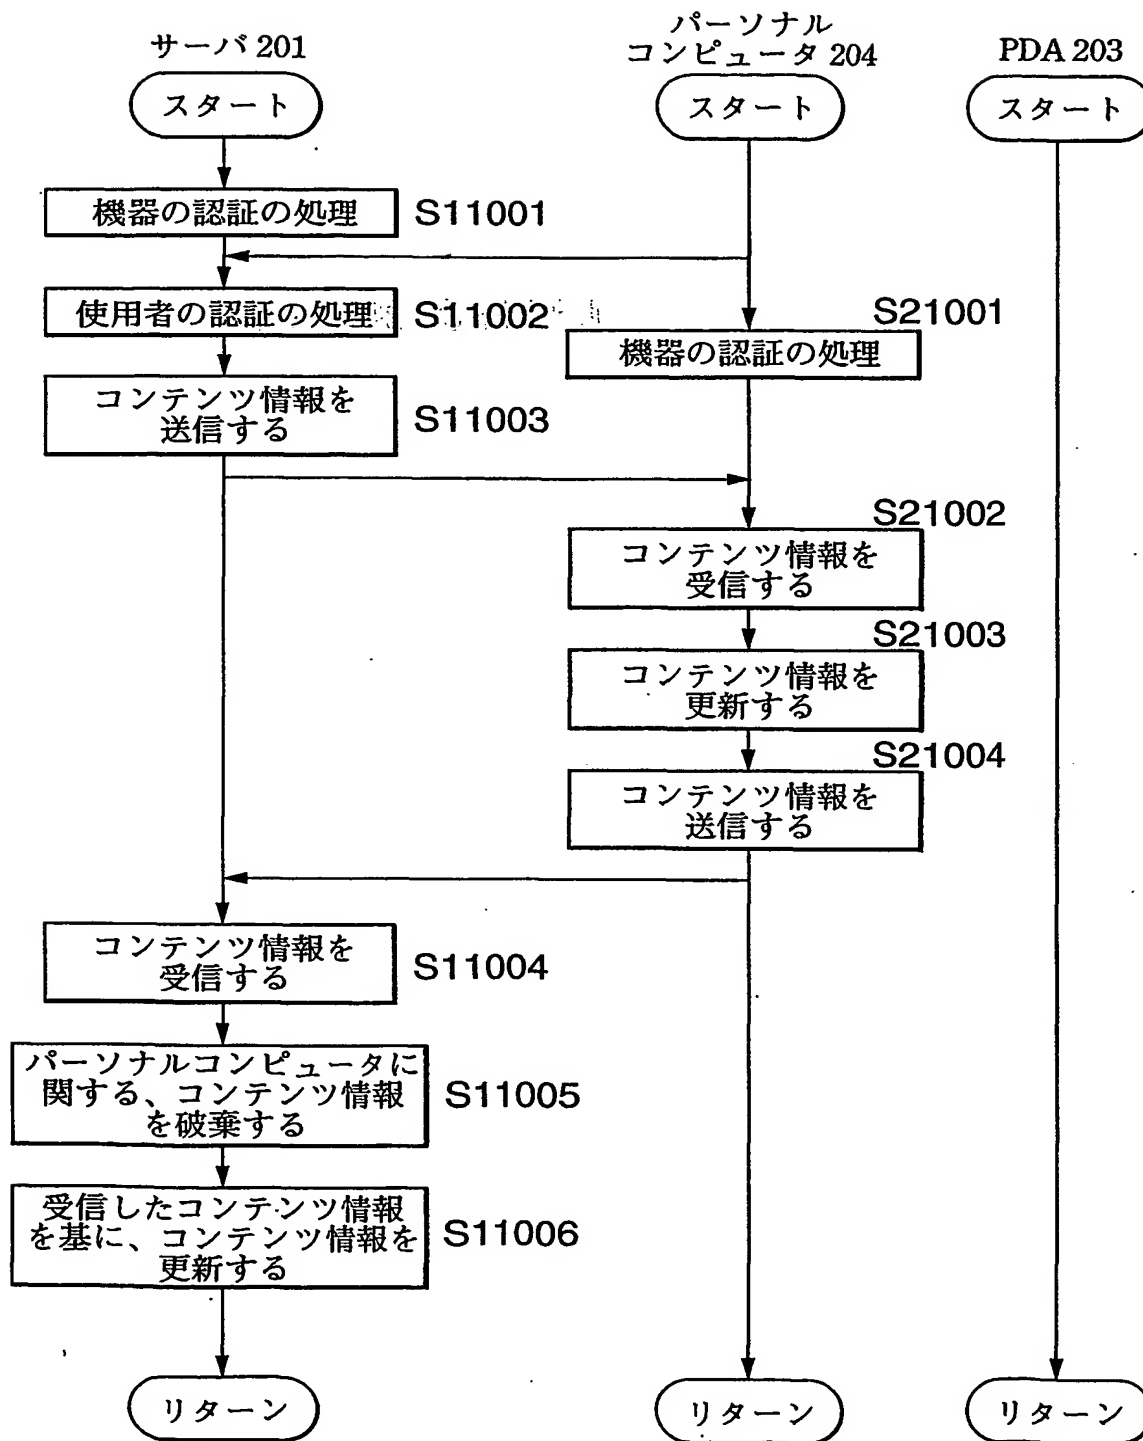 サーバ 201
パーソナル
コンピュータ 204
PDA 203
スタート
スタート
スタート
機器の認証の処理
S11001
使用者の認証の処理
S11002
S21001
機器の認証の処理
コンテンツ情報を
送信する
S11003
S21002
コンテンツ情報を
受信する
S21003
コンテンツ情報を
更新する
S21004
コンテンツ情報を
送信する
コンテンツ情報を
受信する
S11004
パーソナルコンピュータに
関する、コンテンツ情報
を破棄する
S11005
受信したコンテンツ情報
を基に、コンテンツ情報を
更新する
S11006
リターン
リターン
リターン